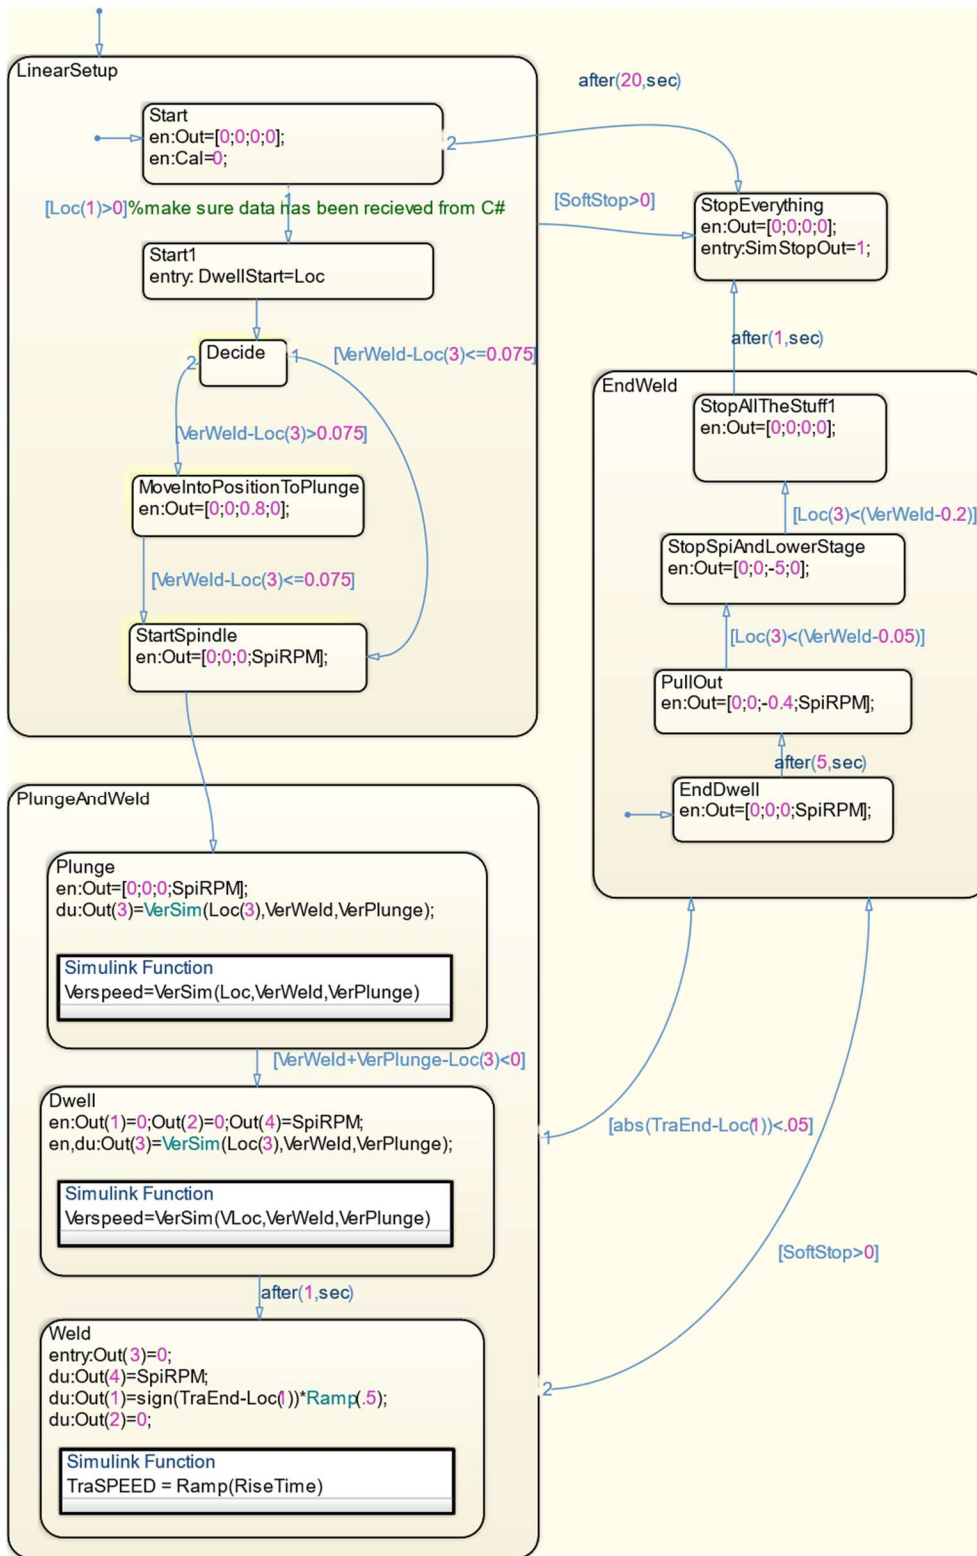 LinearSetup
Start
en:Out=[0;0;0;0];
en:Cal=0;
2
after(20,sec)
1
[Loc(1)>0]%make sure data has been recieved from C#
Start1
entry: DwellStart=Loc
[SoftStop>0]
StopEverything
en:Out=[0;0;0;0];
entry:SimStopOut=1;
Decide
2
1
[VerWeld-Loc(3)<=0.075]
[VerWeld-Loc(3)>0.075]
MoveIntoPositionToPlunge
en:Out=[0;0;0.8;0];
[VerWeld-Loc(3)<=0.075]
StartSpindle
en:Out=[0;0;0;SpiRPM];
after(1,sec)
EndWeld
StopAllTheStuff1
en:Out=[0;0;0;0];
[Loc(3)<(VerWeld-0.2)]
StopSpiAndLowerStage
en:Out=[0;0;-5;0];
[Loc(3)<(VerWeld-0.05)]
PullOut
en:Out=[0;0;-0.4;SpiRPM];
after(5,sec)
EndDwell
en:Out=[0;0;0;SpiRPM];
PlungeAndWeld
Plunge
en:Out=[0;0;0;SpiRPM];
du:Out(3)=VerSim(Loc(3),VerWeld,VerPlunge);
Simulink Function
Verspeed=VerSim(Loc,VerWeld,VerPlunge)
[VerWeld+VerPlunge-Loc(3)<0]
Dwell
en:Out(1)=0;Out(2)=0;Out(4)=SpiRPM;
en,du:Out(3)=VerSim(Loc(3),VerWeld,VerPlunge);
Simulink Function
Verspeed=VerSim(VLoc,VerWeld,VerPlunge)
1
[abs(TraEnd-Loc(1))<.05]
after(1,sec)
[SoftStop>0]
Weld
entry:Out(3)=0;
du:Out(4)=SpiRPM;
du:Out(1)=sign(TraEnd-Loc(1))*Ramp(.5);
du:Out(2)=0;
2
Simulink Function
TraSPEED = Ramp(RiseTime)